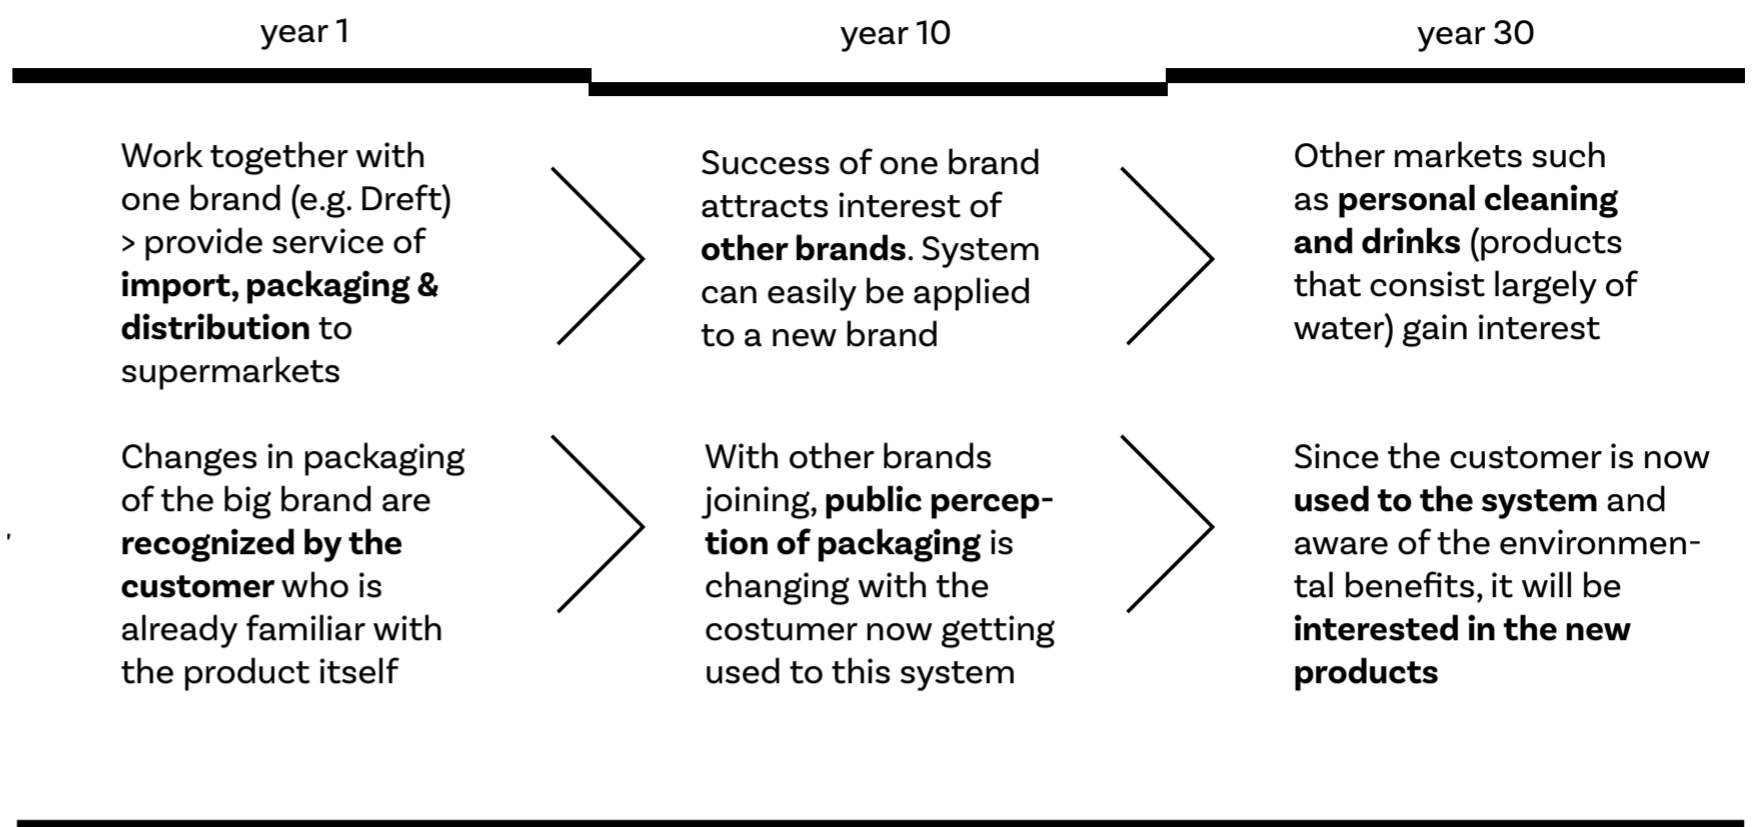 year 1
year 10
year 30
Work together with
one brand (e.g. Dreft)
> provide service of
import, packaging &
distribution to
supermarkets
Success of one brand
attracts interest of
other brands. System
can easily be applied
to a new brand
Other markets such
as personal cleaning
and drinks (products
that consist largely of
water) gain interest
Changes in packaging
of the big brand are
recognized by the
customer who is
already familiar with
the product itself
With other brands
joining, public percep-
tion of packaging is
changing with the
costumer now getting
used to this system
Since the customer is now
used to the system and
aware of the environmen-
tal benefits, it will be
interested in the new
products